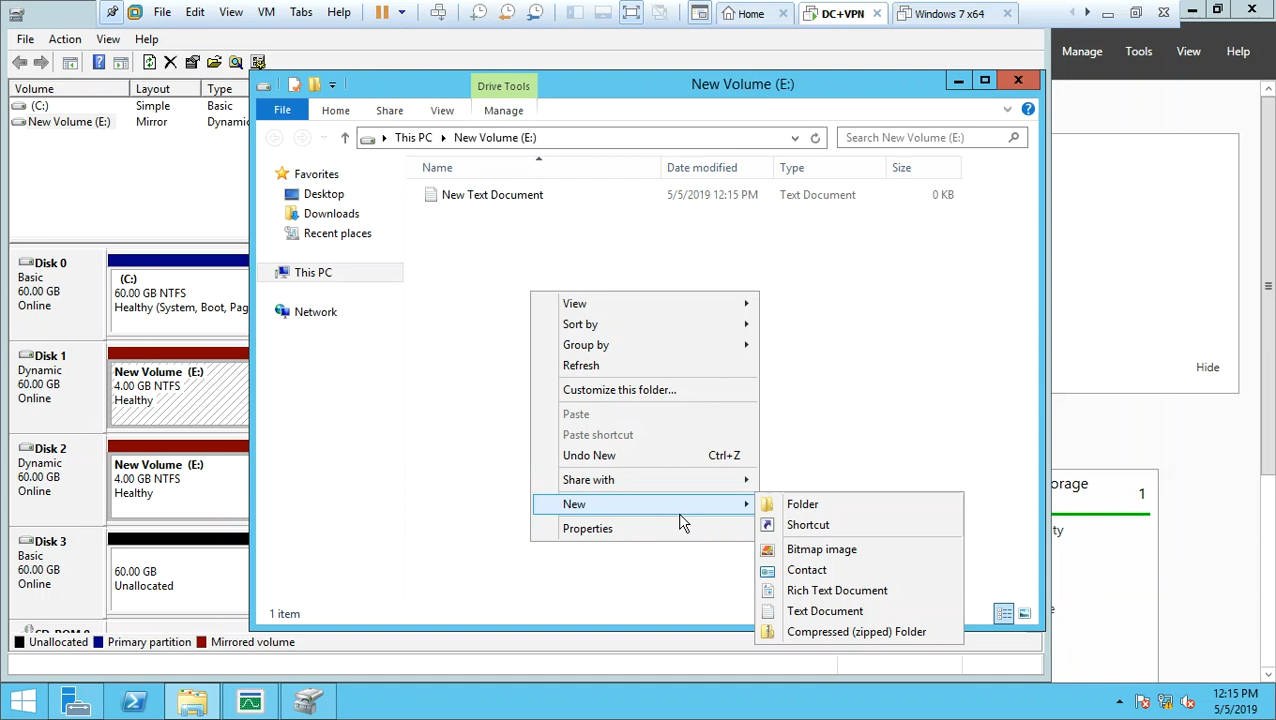 File Edit View VM Tabs Help Home DC+VPN Windows 7 x64
File Action View Help
Manage Tools View Help
Volume Layout Type
(C:) Simple Basic
New Volume (E:) Mirror Dynamic
Drive Tools New Volume (E:)
File Home Share View Manage
This PC New Volume (E:) Search New Volume (E:)
Name Date modified Type Size
Favorites
Desktop
Downloads
Recent places
This PC
Network
New Text Document 5/5/2019 12:15 PM Text Document 0 KB
View
Sort by
Group by
Refresh
Customize this folder...
Paste
Paste shortcut
Undo New Ctrl+Z
Share with
New
Properties
Folder
Shortcut
Bitmap image
Contact
Rich Text Document
Text Document
Compressed (zipped) Folder
1 item
Disk 0
Basic
60.00 GB
Online
(C:)
60.00 GB NTFS
Healthy (System, Boot, Pag
Disk 1
Dynamic
60.00 GB
Online
New Volume (E:)
4.00 GB NTFS
Healthy
Disk 2
Dynamic
60.00 GB
Online
New Volume (E:)
4.00 GB NTFS
Healthy
Disk 3
Dynamic
60.00 GB
Online
Unallocated
Unallocated Primary partition Mirrored volume
Hide
orage 1
ty
12:15 PM
5/5/2019